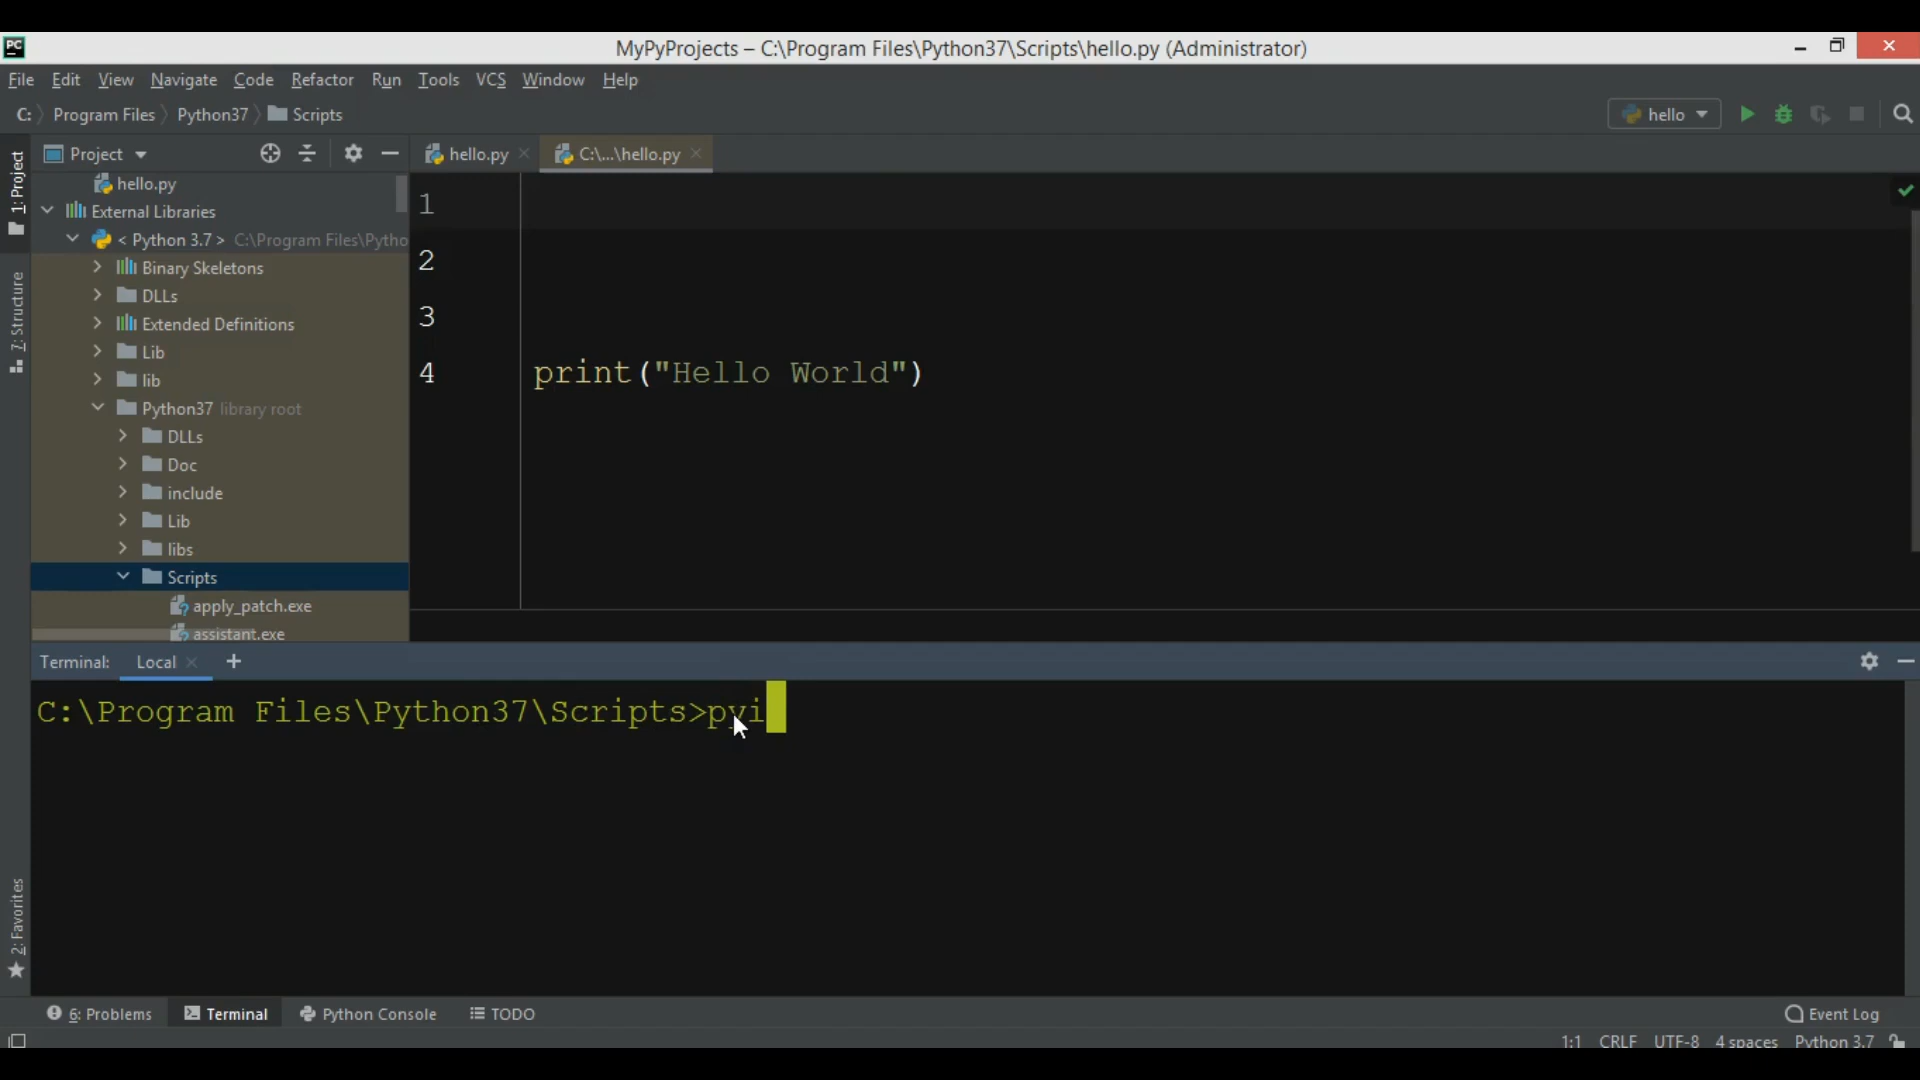 PC
MyPyProjects – C:\Program Files\Python37\Scripts\hello.py (Administrator)
File Edit View Navigate Code Refactor Run Tools VCS Window Help
C: Program Files Python37 Scripts
hello
1: Project
Project
hello.py
C:\...\hello.py
hello.py
External Libraries
< Python 3.7 > C:\Program Files\Pytho
Binary Skeletons
DLLs
Extended Definitions
Lib
lib
Python37 library root
DLLs
Doc
include
Lib
libs
Scripts
apply_patch.exe
assistant.exe
7: Structure
1
2
3
4 print("Hello World")
Terminal: Local
C:\Program Files\Python37\Scripts>pyi
2: Favorites
6: Problems Terminal Python Console TODO Event Log
1:1 CRLF UTF-8 4 spaces Python 3.7